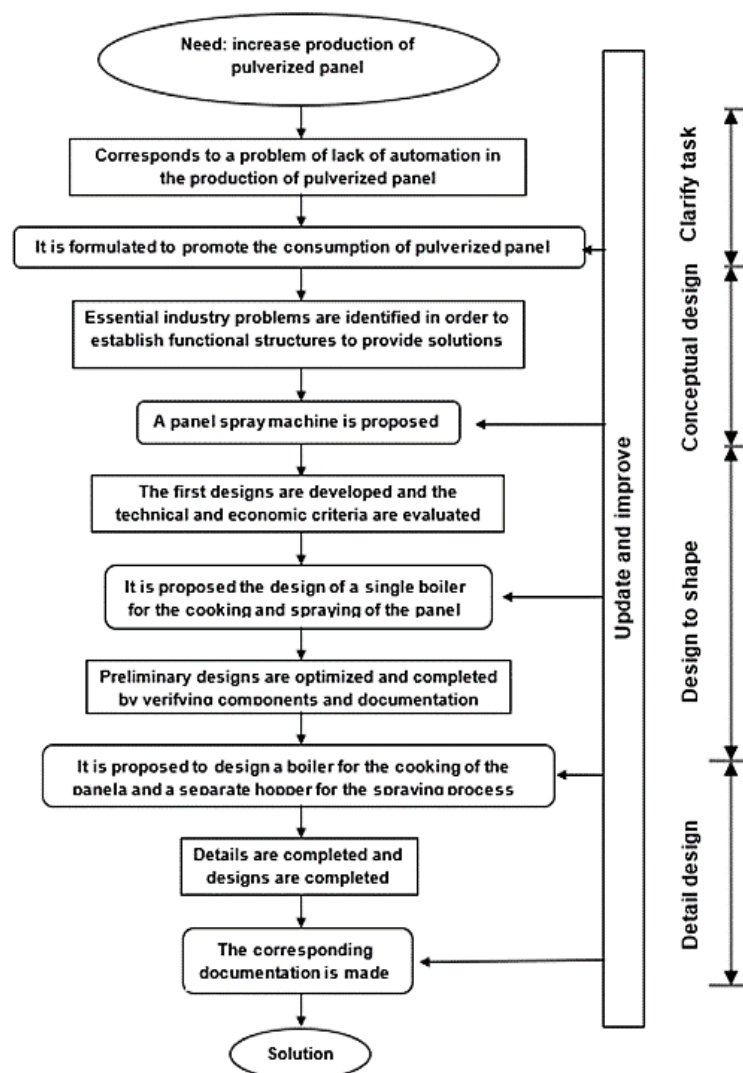 Need: increase production of
pulverized panel
Corresponds to a problem of lack of automation in
the production of pulverized panel
It is formulated to promote the consumption of pulverized panel
Essential industry problems are identified in order to
establish functional structures to provide solutions
A panel spray machine is proposed
The first designs are developed and the
technical and economic criteria are evaluated
It is proposed the design of a single boiler
for the cooking and spraying of the panel
Preliminary designs are optimized and completed
by verifying components and documentation
It is proposed to design a boiler for the cooking of the
panela and a separate hopper for the spraying process
Details are completed and
designs are completed
The corresponding
documentation is made
Solution
Update and improve
Clarify task
Conceptual design
Design to shape
Detail design